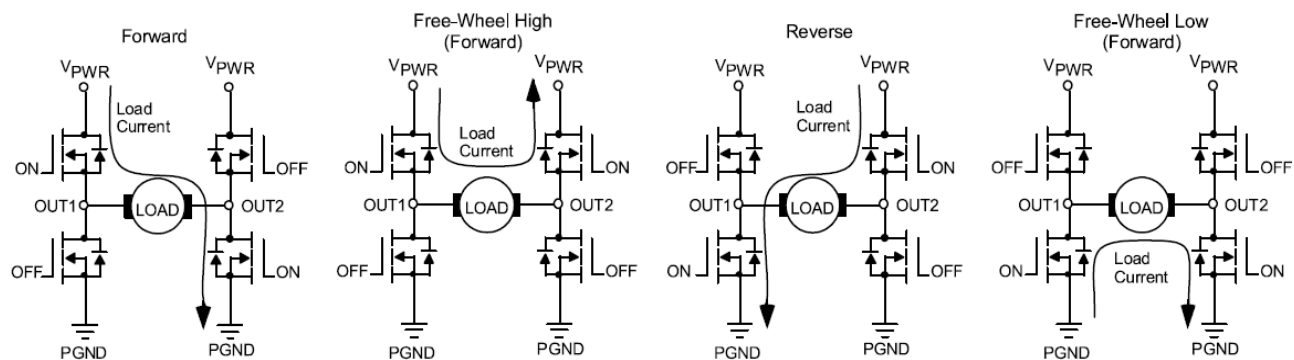 Forward
VPWR
VPWR
Load
Current
ON
OFF
OUT1
LOAD
OUT2
OFF
ON
PGND
PGND
Free-Wheel High
(Forward)
VPWR
VPWR
Load
Current
ON
ON
OUT1
LOAD
OUT2
OFF
OFF
PGND
PGND
Reverse
VPWR
VPWR
Load
Current
OFF
ON
OUT1
LOAD
OUT2
ON
OFF
PGND
PGND
Free-Wheel Low
(Forward)
VPWR
VPWR
OFF
OFF
OUT1
LOAD
OUT2
ON
Load
Current
ON
PGND
PGND